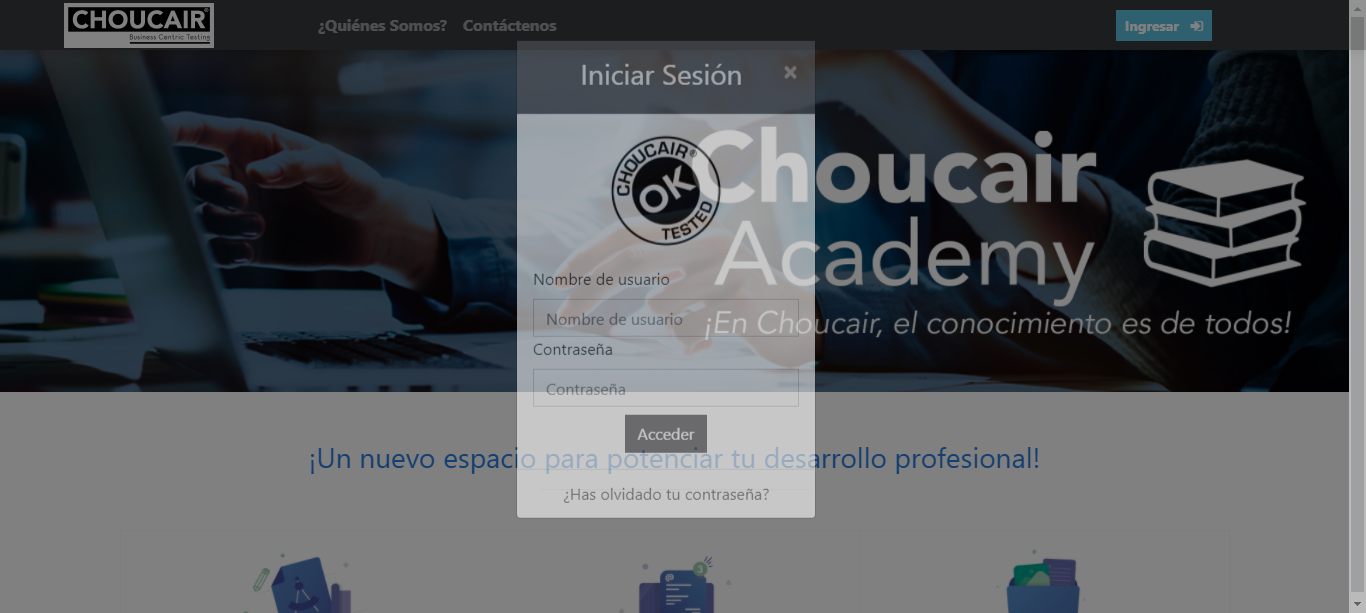 CHOUCAIR®
Business Centric Testing
¿Quiénes Somos?
Contáctenos
Ingresar
Iniciar Sesión
×
CHOUCAIR®
OK
TESTED
Choucair
Academy
¡En Choucair, el conocimiento es de todos!
Nombre de usuario
Nombre de usuario
Contraseña
Contraseña
Acceder
¡Un nuevo espacio para potenciar tu desarrollo profesional!
¿Has olvidado tu contraseña?
3